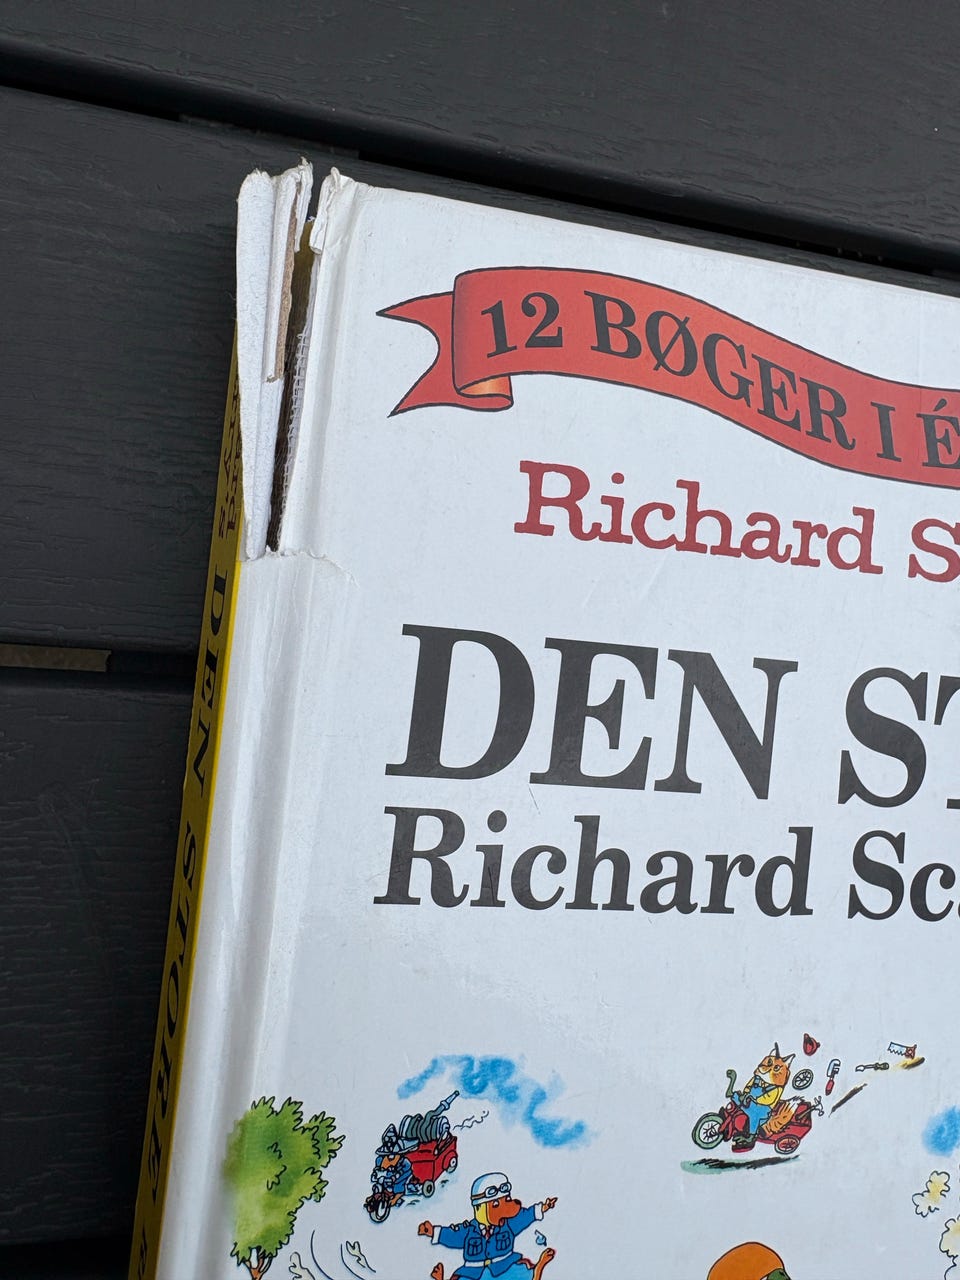 12 BØGER I É
Richard S
DEN ST
Richard Sc
DEN STORE